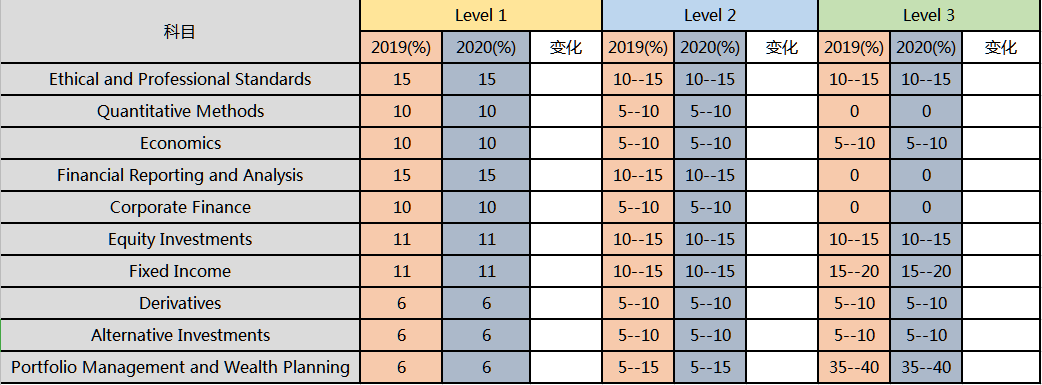 科目 Level 1 Level 2 Level 3
2019(%) 2020(%) 变化 2019(%) 2020(%) 变化 2019(%) 2020(%) 变化
Ethical and Professional Standards 15 15 10--15 10--15 10--15 10--15
Quantitative Methods 10 10 5--10 5--10 0 0
Economics 10 10 5--10 5--10 5--10 5--10
Financial Reporting and Analysis 15 15 10--15 10--15 0 0
Corporate Finance 10 10 5--10 5--10 0 0
Equity Investments 11 11 10--15 10--15 10--15 10--15
Fixed Income 11 11 10--15 10--15 15--20 15--20
Derivatives 6 6 5--10 5--10 5--10 5--10
Alternative Investments 6 6 5--10 5--10 5--10 5--10
Portfolio Management and Wealth Planning 6 6 5--15 5--15 35--40 35--40